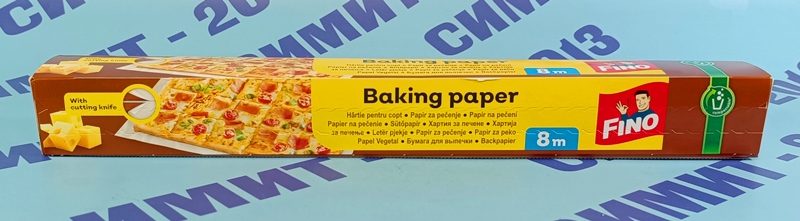 СИМИТ - 2013
Baking paper
8 m
FINO
With
cutting knife
Baking paper
Hârtie pentru copt • Papir za pečenje • Papir na pečení
Papier na pečenie • Sütőpapír • Хартия за печене • Хартија
за печење • Letër pjekje • Papir za pečenje • Papir za peko
Papel Vegetal • Бумага для выпечки • Backpapier
8 m
FINO
СИМИТ - 20